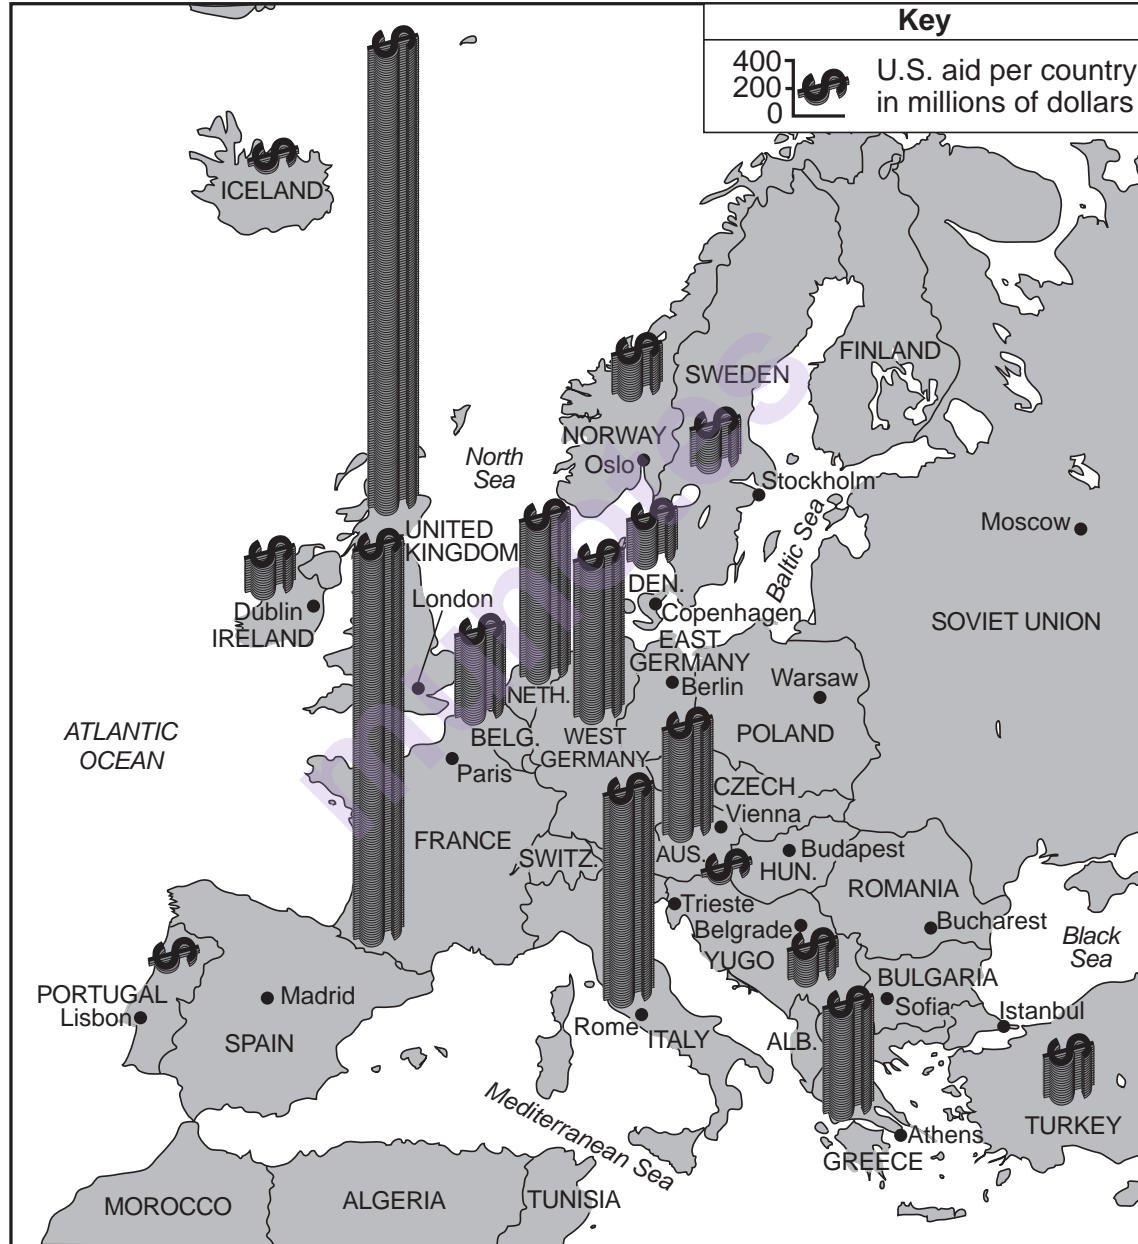 Key
400
200
0
U.S. aid per country
in millions of dollars
ICELAND
FINLAND
SWEDEN
NORWAY
Oslo
North
Sea
Stockholm
Moscow
Baltic Sea
UNITED
KINGDOM
DEN.
Copenhagen
London
Dublin
IRELAND
SOVIET UNION
EAST
GERMANY
Berlin
Warsaw
NETH.
ATLANTIC
OCEAN
BELG.
WEST
GERMANY
POLAND
Paris
CZECH
Vienna
FRANCE
SWITZ.
AUS.
Budapest
HUN.
ROMANIA
Trieste
Belgrade
Bucharest
Black
Sea
YUGO
BULGARIA
Sofia
PORTUGAL
Lisbon
Madrid
Istanbul
SPAIN
Rome
ITALY
ALB.
Mediterranean Sea
TURKEY
Athens
GREECE
MOROCCO
ALGERIA
TUNISIA